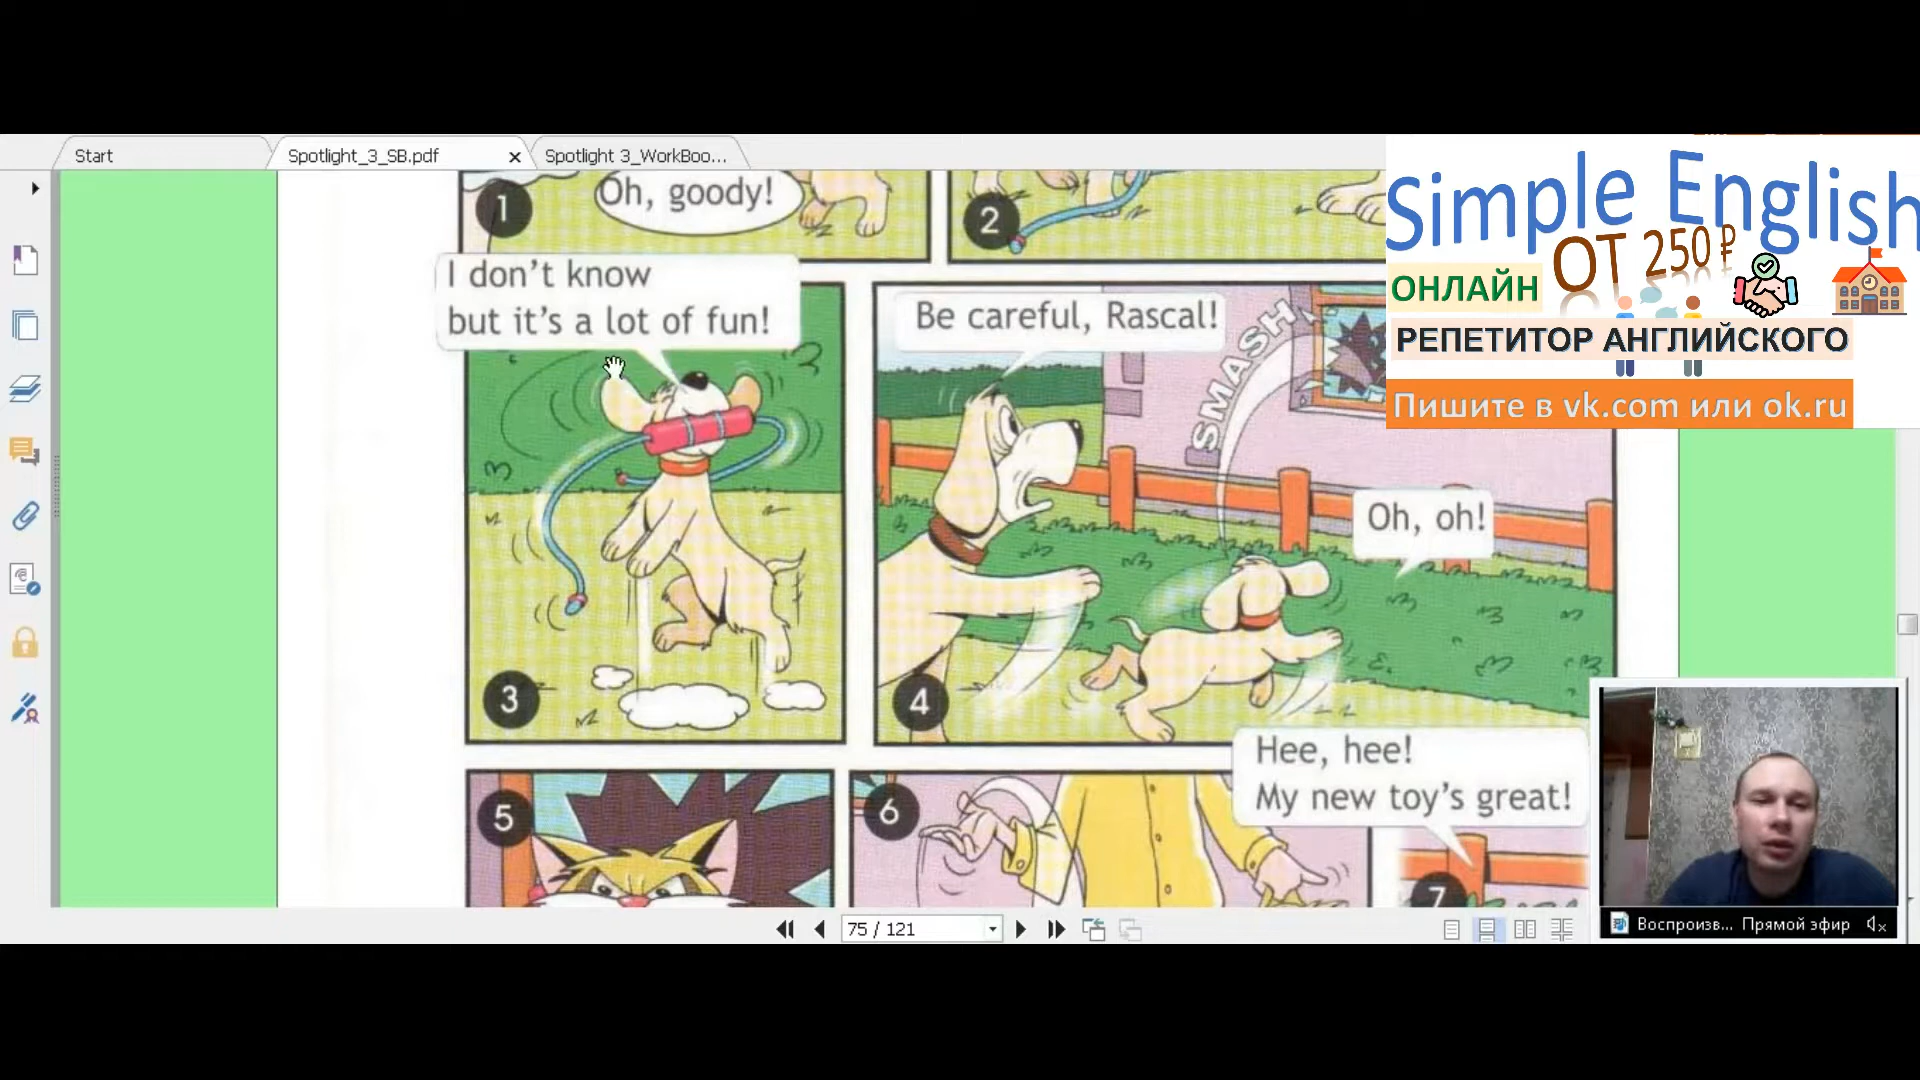 Start
Spotlight_3_SB.pdf
Spotlight 3_WorkBoo...
Simple English
ОТ 250 ₽
ОНЛАЙН
РЕПЕТИТОР АНГЛИЙСКОГО
Пишите в vk.com или ok.ru
1
Oh, goody!
2
I don't know
but it's a lot of fun!
3
Be careful, Rascal!
SMASH
Oh, oh!
4
Hee, hee!
My new toy's great!
5
6
7
75 / 121
Воспроизв... Прямой эфир